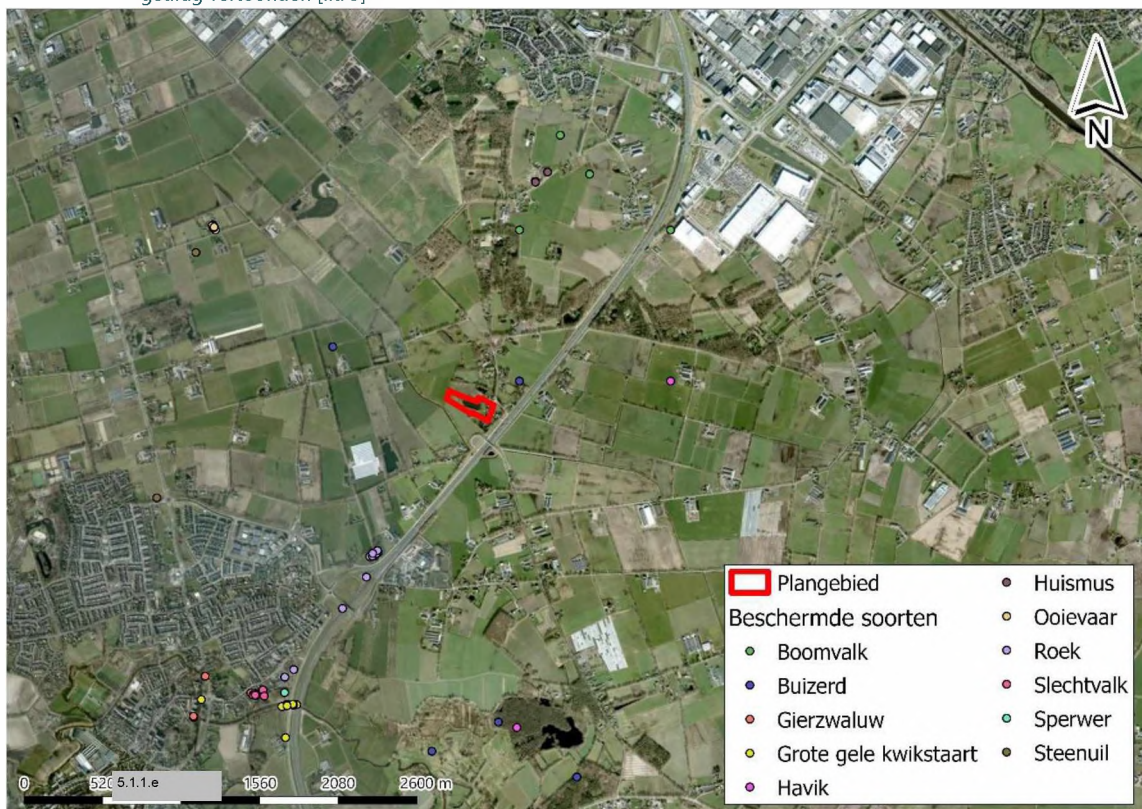 N
Plangebied
Beschermde soorten
Boomvalk
Buizerd
Gierzwaluw
Grote gele kwikstaart
Havik
Huismus
Ooievaar
Roek
Slechtvalk
Sperwer
Steenuil
0 520 5.1.1.e 1560 2080 2600 m